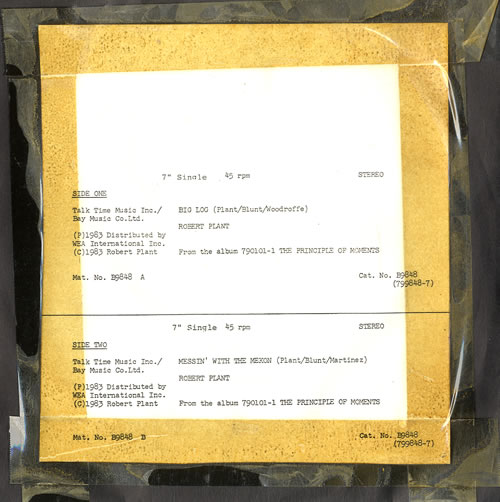 7" Single 45 rpm STEREO
SIDE ONE
Talk Time Music Inc./ BIG LOG (Plant/Blunt/Woodroffe)
Bay Music Co.Ltd.
ROBERT PLANT
(P)1983 Distributed by
WEA International Inc.
(C)1983 Robert Plant From the album 790101-1 THE PRINCIPLE OF MOMENTS
Mat. No. B9848 A Cat. No. B9848
(799848-7)
7" Single 45 rpm STEREO
SIDE TWO
Talk Time Music Inc./ MESSIN' WITH THE MEKON (Plant/Blunt/Martinez)
Bay Music Co.Ltd.
ROBERT PLANT
(P)1983 Distributed by
WEA International Inc.
(C)1983 Robert Plant From the album 790101-1 THE PRINCIPLE OF MOMENTS
Mat. No. B9848 B Cat. No. B9848
(799848-7)